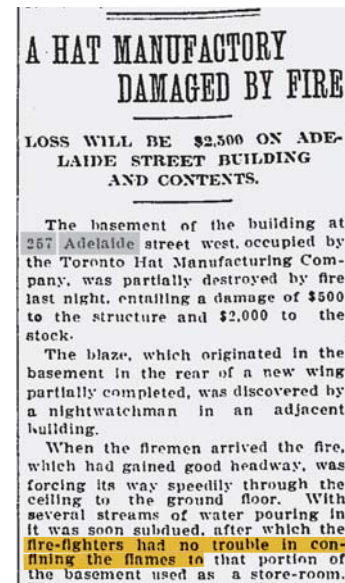 A HAT MANUFACTORY
DAMAGED BY FIRE
LOSS WILL BE $2,500 ON ADE-
LAIDE STREET BUILDING
AND CONTENTS.
The basement of the building at
257 Adelaide street west, occupied by
the Toronto Hat Manufacturing Com-
pany, was partially destroyed by fire
last night, entailing a damage of $500
to the structure and $2,000 to the
stock.
The blaze, which originated in the
basement in the rear of a new wing
partially completed, was discovered by
a nightwatchman in an adjacent
building.
When the firemen arrived the fire,
which had gained good headway, was
forcing its way speedily through the
ceiling to the ground floor. With
several streams of water pouring in
it was soon subdued, after which the
fire-fighters had no trouble in con-
fining the flames to that portion of
the basement used as a store-room.